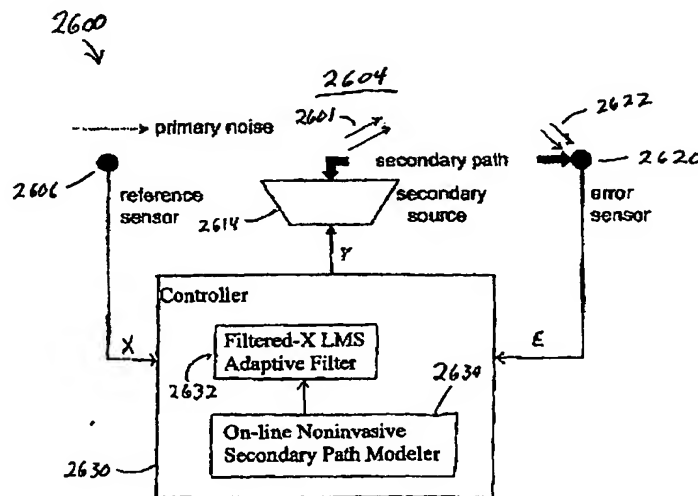 2600
2604
2601
2622
primary noise
secondary path
2620
2606
reference
sensor
2614
secondary
source
error
sensor
Y
Controller
X
E
Filtered-X LMS
Adaptive Filter
2632
2634
On-line Noninvasive
Secondary Path Modeler
2630